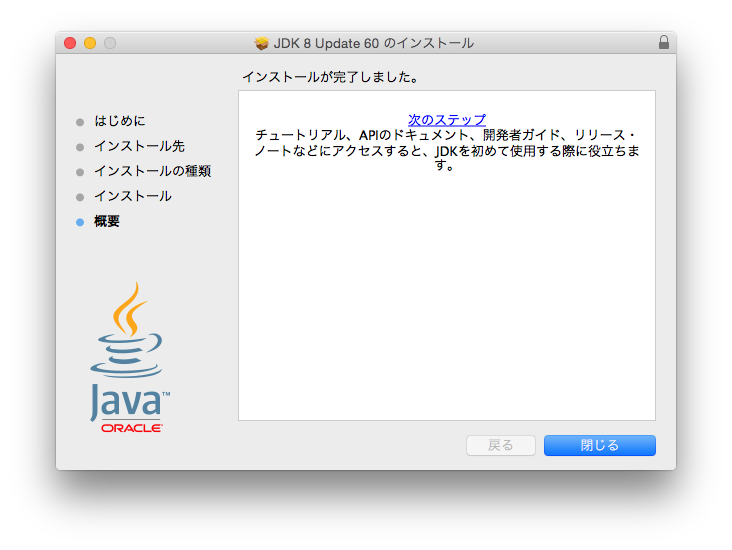 JDK 8 Update 60 のインストール
インストールが完了しました。
はじめに
インストール先
インストールの種類
インストール
概要
次のステップ
チュートリアル、APIのドキュメント、開発者ガイド、リリース・
ノートなどにアクセスすると、JDKを初めて使用する際に役立ちま
す。
Java™
ORACLE
戻る
閉じる